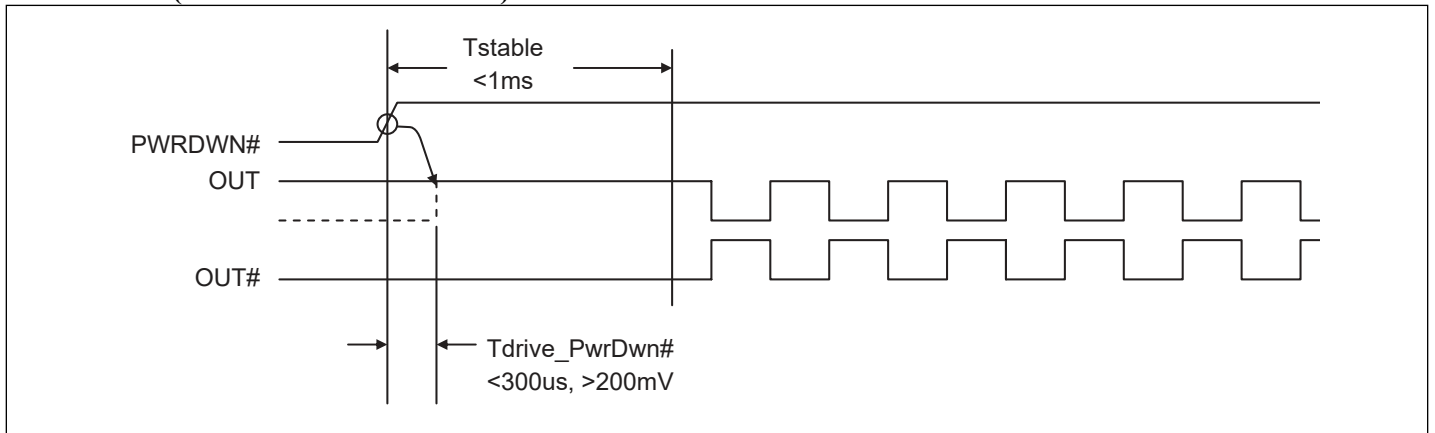 Tstable
<1ms
PWRDWN#
OUT
OUT#
Tdrive_PwrDwn#
<300us, >200mV